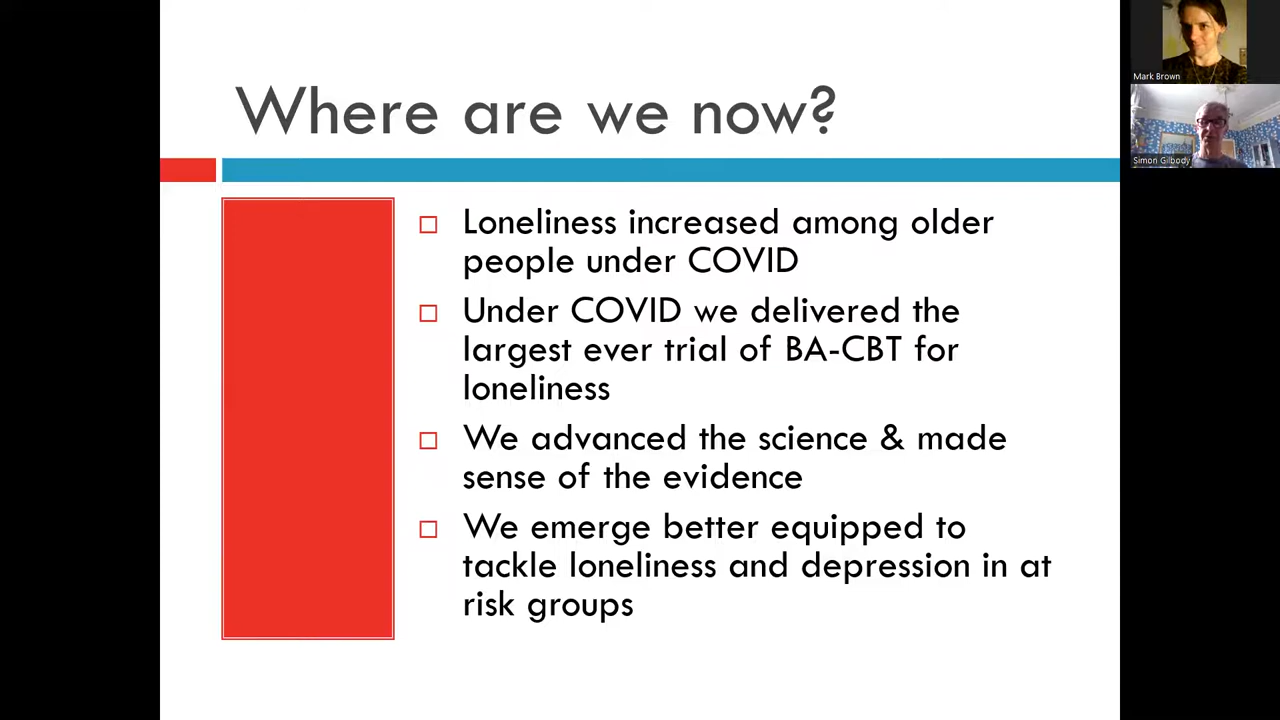 Where are we now?
Loneliness increased among older
people under COVID
Under COVID we delivered the
largest ever trial of BA-CBT for
loneliness
We advanced the science & made
sense of the evidence
We emerge better equipped to
tackle loneliness and depression in at
risk groups
Mark Brown
Simon Gilbody